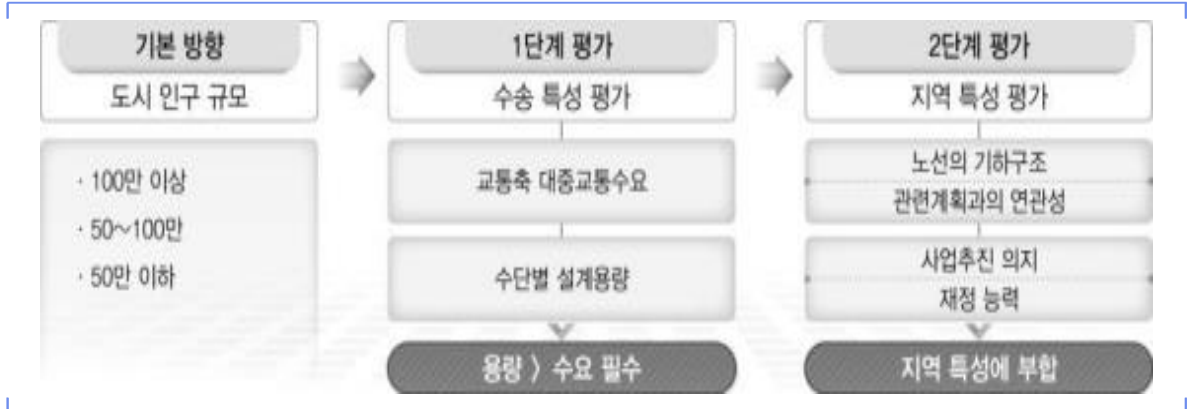 기본 방향
도시 인구 규모
· 100만 이상
· 50~100만
· 50만 이하
1단계 평가
수송 특성 평가
교통축 대중교통수요
수단별 설계용량
용량 〉 수요 필수
2단계 평가
지역 특성 평가
노선의 기하구조
관련계획과의 연관성
사업추진 의지
재정 능력
지역 특성에 부합